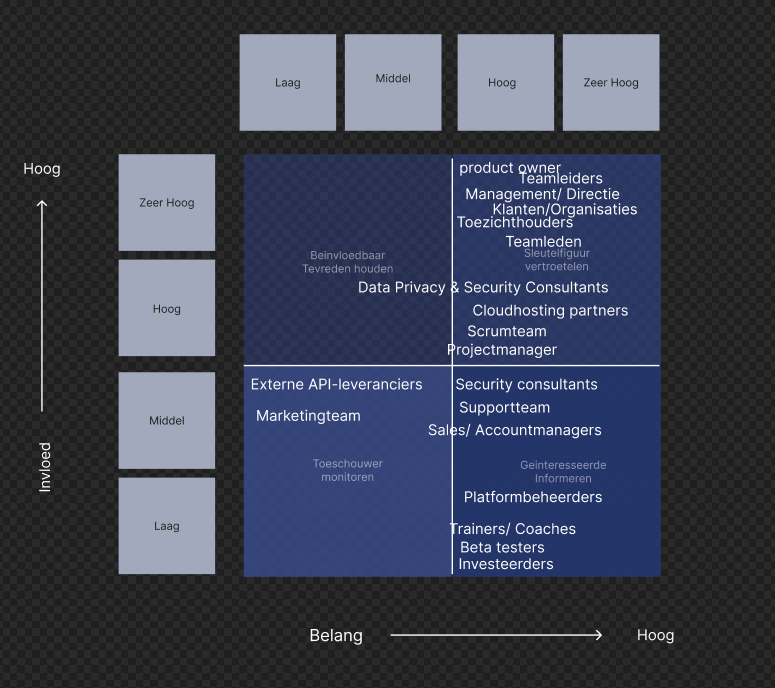 Laag
Middel
Hoog
Zeer Hoog
Hoog
Zeer Hoog
Hoog
Middel
Laag
Invloed
product owner
Teamleiders
Management/ Directie
Klanten/Organisaties
Toezichthouders
Teamleden
Beinvloedbaar
Tevreden houden
Sleutelfiguur
vertroetelen
Data Privacy & Security Consultants
Cloudhosting partners
Scrumteam
Projectmanager
Externe API-leveranciers
Marketingteam
Toeschouwer
monitoren
Security consultants
Supportteam
Sales/ Accountmanagers
Geinteresseerde
Informeren
Platformbeheerders
Trainers/ Coaches
Beta testers
Investeerders
Belang
Hoog